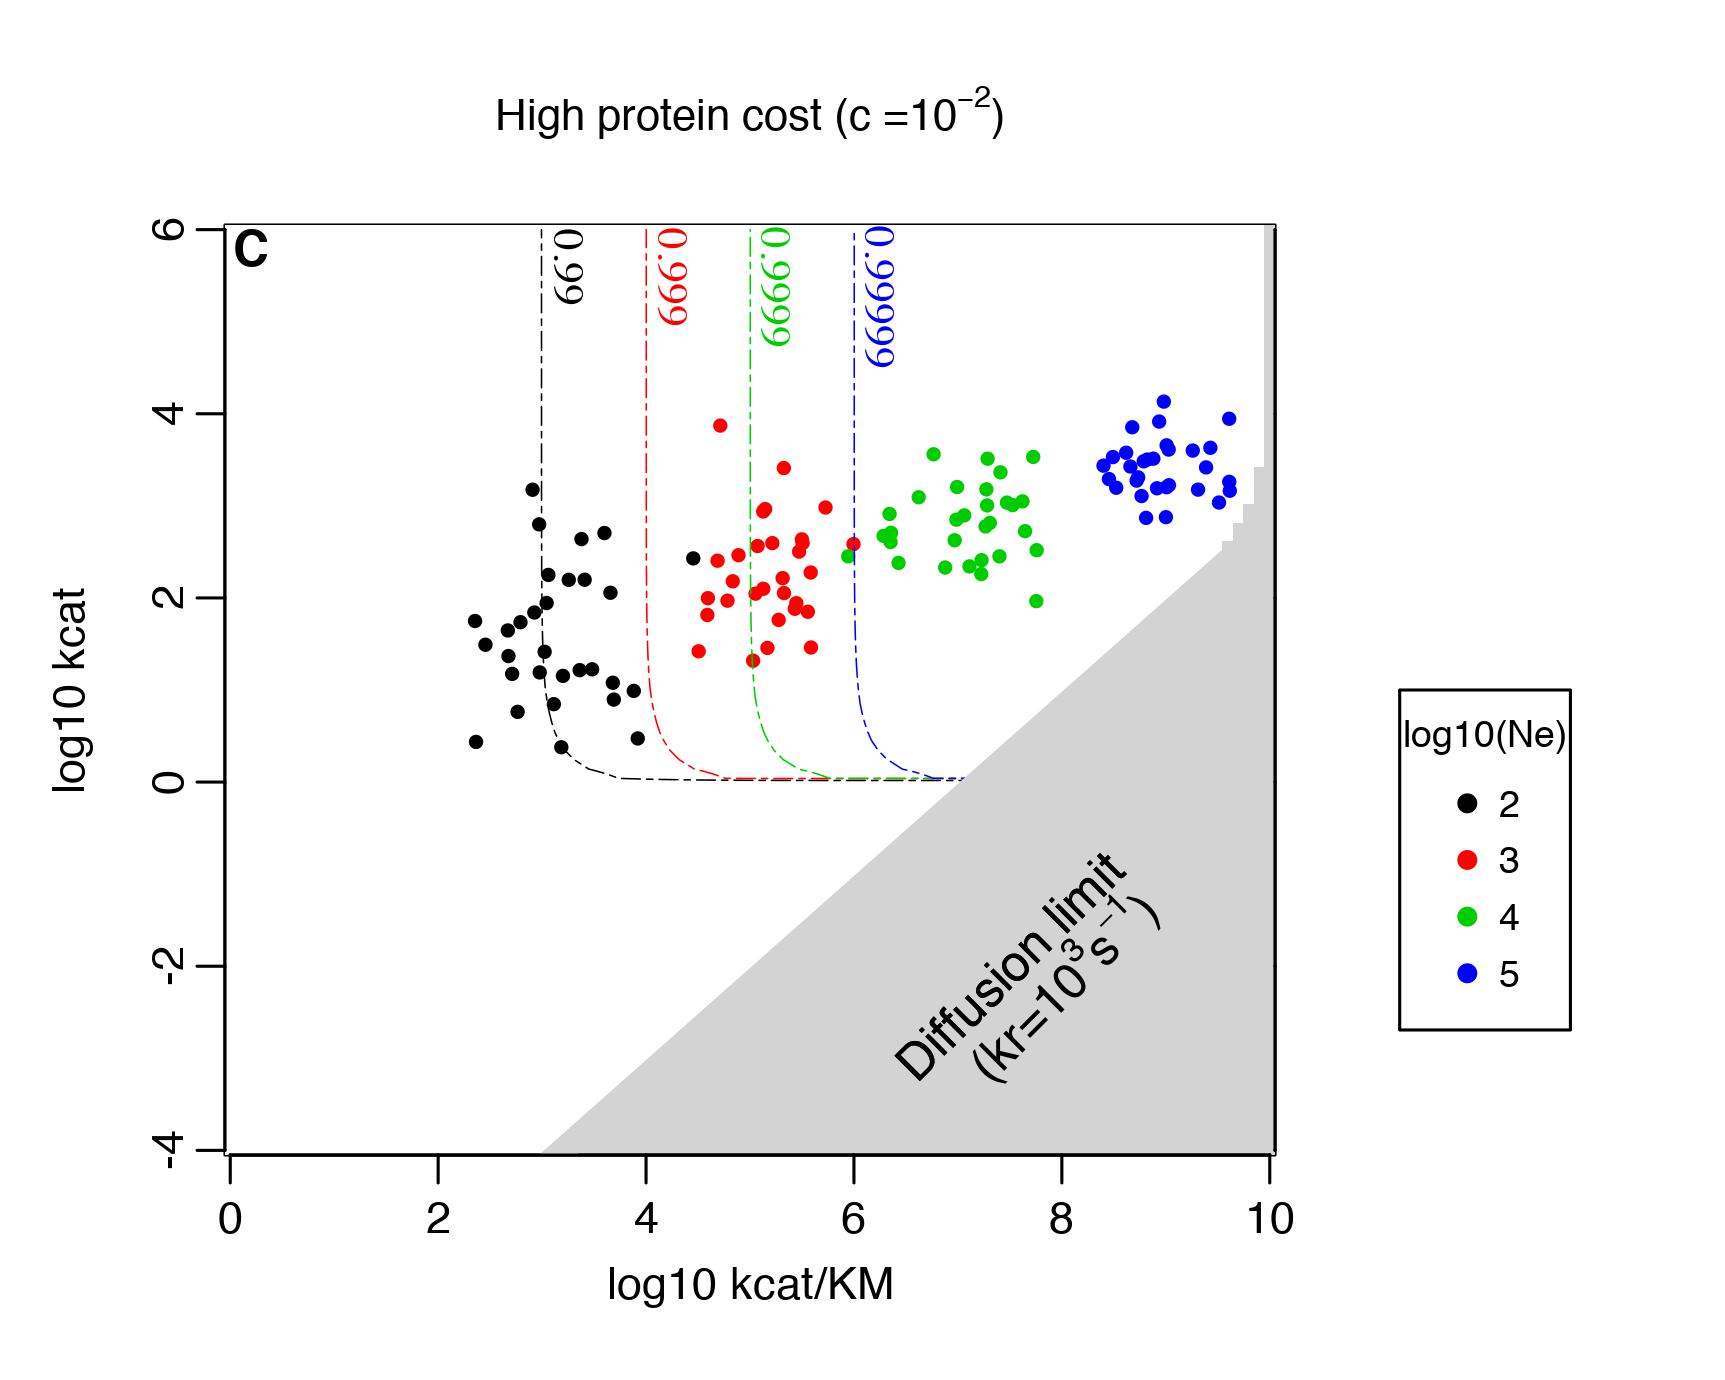 High protein cost (c =10⁻²)
C
0.99
0.999
0.9999
0.99999
6
4
2
0
-2
-4
log10 kcat
Diffusion limit
(kr=10³s⁻¹)
0 2 4 6 8 10
log10 kcat/KM
log10(Ne)
2
3
4
5